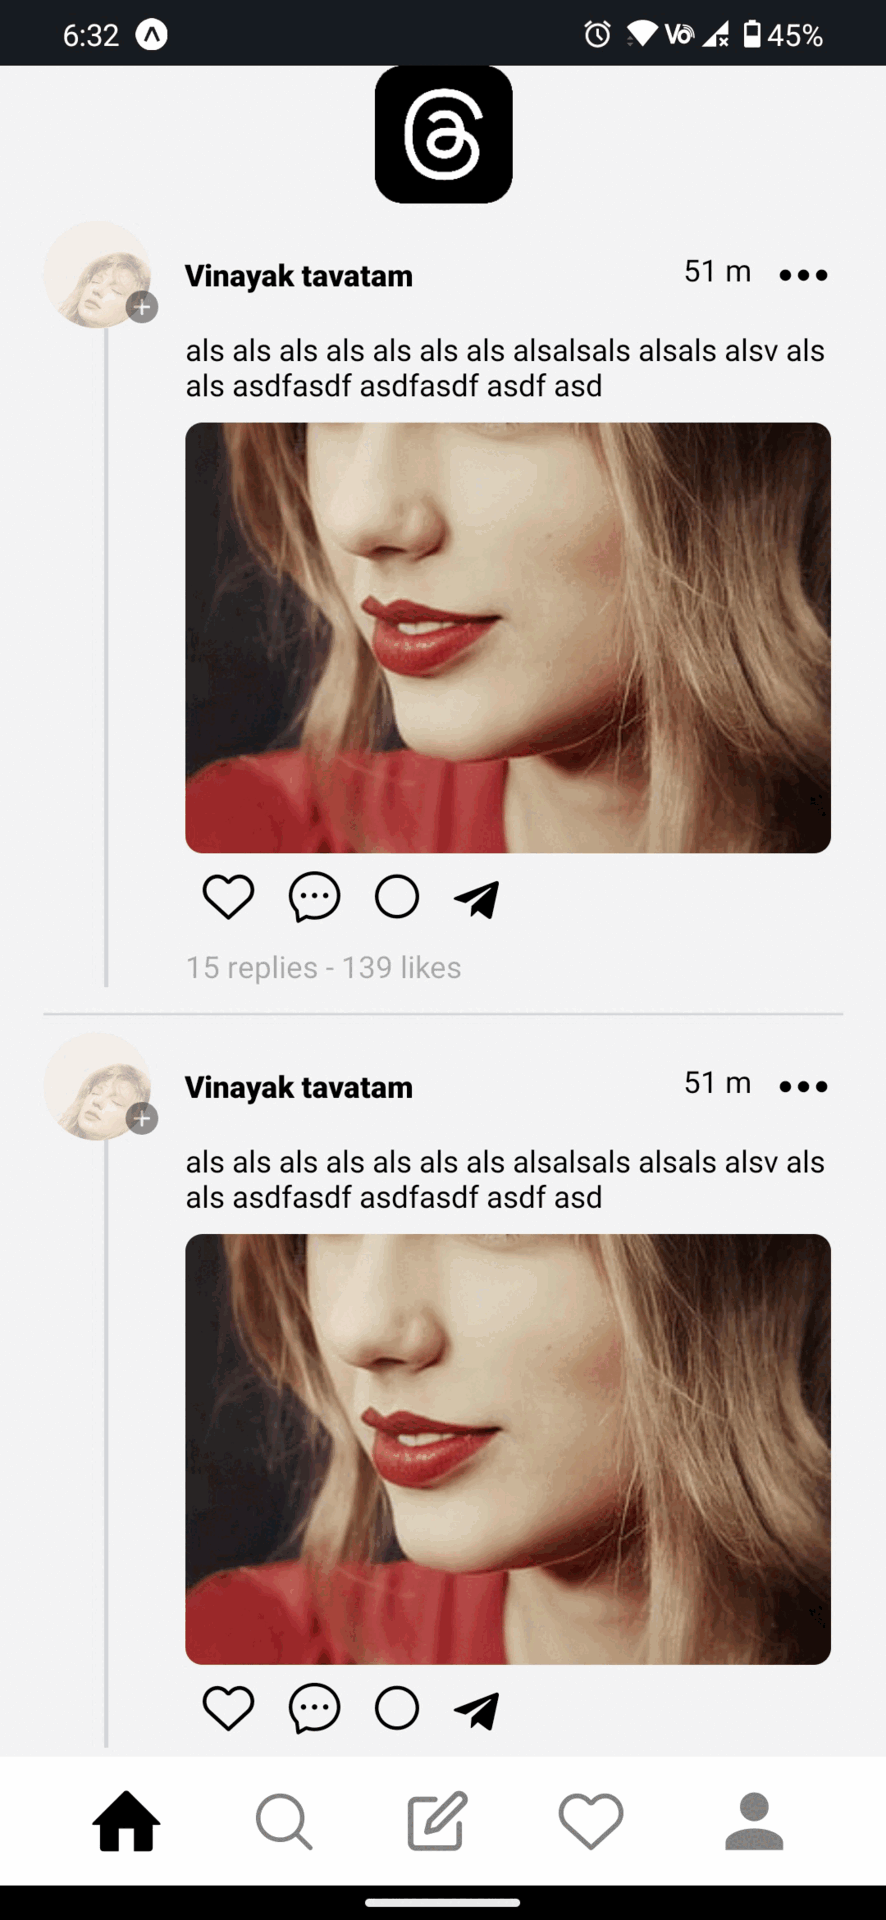 6:32
Vo 45%
Vinayak tavatam 51 m
als als als als als als als alsalsals alsals alsv als
als asdfasdf asdfasdf asdf asd
15 replies - 139 likes
Vinayak tavatam 51 m
als als als als als als als alsalsals alsals alsv als
als asdfasdf asdfasdf asdf asd